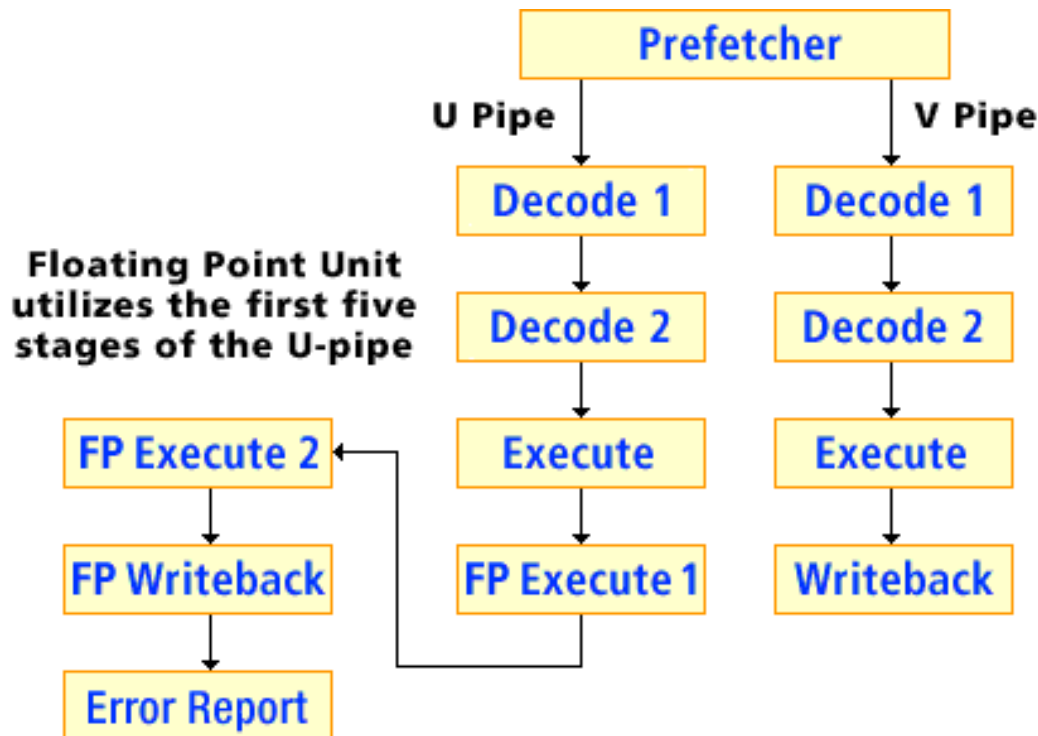 Prefetcher
U Pipe
V Pipe
Decode 1
Decode 1
Floating Point Unit
utilizes the first five
stages of the U-pipe
Decode 2
Decode 2
FP Execute 2
Execute
Execute
FP Writeback
FP Execute 1
Writeback
Error Report